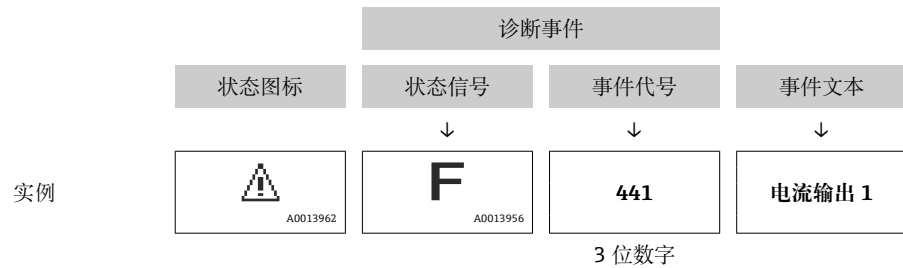 诊断事件
状态图标 状态信号 事件代号 事件文本
↓ ↓ ↓
实例 F 441 电流输出 1
A0013962 A0013956
3 位数字